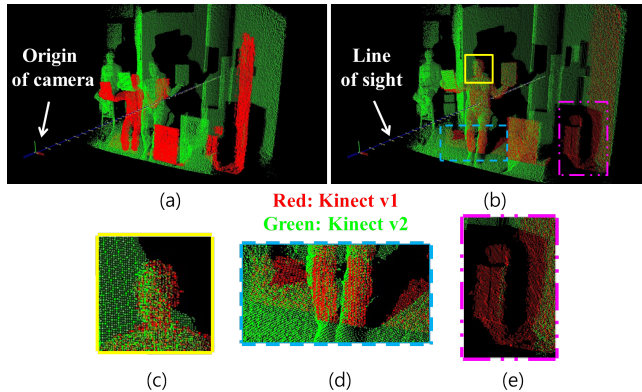 Origin
of camera
Line
of sight
(a)
(b)
Red: Kinect v1
Green: Kinect v2
(c)
(d)
(e)